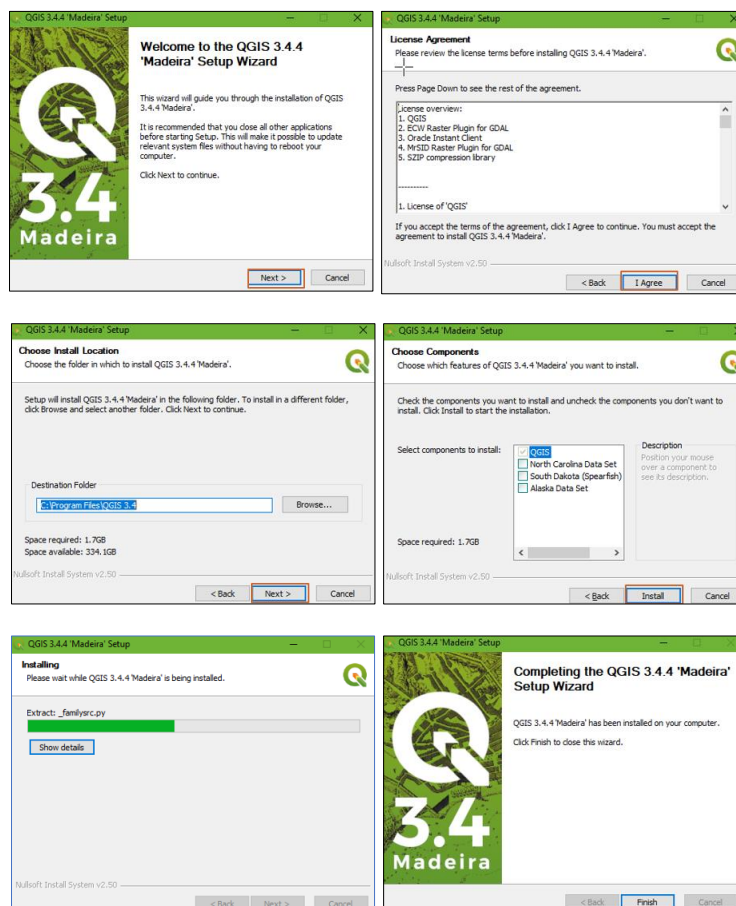 QGIS 3.4.4 'Madeira' Setup
Welcome to the QGIS 3.4.4
'Madeira' Setup Wizard
This wizard will guide you through the installation of QGIS
3.4.4 'Madeira'.
It is recommended that you close all other applications
before starting Setup. This will make it possible to update
relevant system files without having to reboot your
computer.
Click Next to continue.
3.4
Madeira
Next >
Cancel
QGIS 3.4.4 'Madeira' Setup
License Agreement
Please review the license terms before installing QGIS 3.4.4 'Madeira'.
Press Page Down to see the rest of the agreement.
License overview:
1. QGIS
2. ECW Raster Plugin for GDAL
3. Oracle Instant Client
4. MrSID Raster Plugin for GDAL
5. SZIP compression library
----------
1. License of 'QGIS'
If you accept the terms of the agreement, click I Agree to continue. You must accept the
agreement to install QGIS 3.4.4 'Madeira'.
Nullsoft Install System v2.50
< Back
I Agree
Cancel
QGIS 3.4.4 'Madeira' Setup
Choose Install Location
Choose the folder in which to install QGIS 3.4.4 'Madeira'.
Setup will install QGIS 3.4.4 'Madeira' in the following folder. To install in a different folder,
click Browse and select another folder. Click Next to continue.
Destination Folder
C:\Program Files\QGIS 3.4
Browse...
Space required: 1.7GB
Space available: 334.1GB
Nullsoft Install System v2.50
< Back
Next >
Cancel
QGIS 3.4.4 'Madeira' Setup
Choose Components
Choose which features of QGIS 3.4.4 'Madeira' you want to install.
Check the components you want to install and uncheck the components you don't want to
install. Click Install to start the installation.
Select components to install:
QGIS
North Carolina Data Set
South Dakota (Spearfish)
Alaska Data Set
Description
Position your mouse
over a component to
see its description.
Space required: 1.7GB
Nullsoft Install System v2.50
< Back
Install
Cancel
QGIS 3.4.4 'Madeira' Setup
Installing
Please wait while QGIS 3.4.4 'Madeira' is being installed.
Extract: _familysrc.py
Show details
Nullsoft Install System v2.50
< Back
Next >
Cancel
QGIS 3.4.4 'Madeira' Setup
Completing the QGIS 3.4.4 'Madeira'
Setup Wizard
QGIS 3.4.4 'Madeira' has been installed on your computer.
Click Finish to close this wizard.
3.4
Madeira
< Back
Finish
Cancel